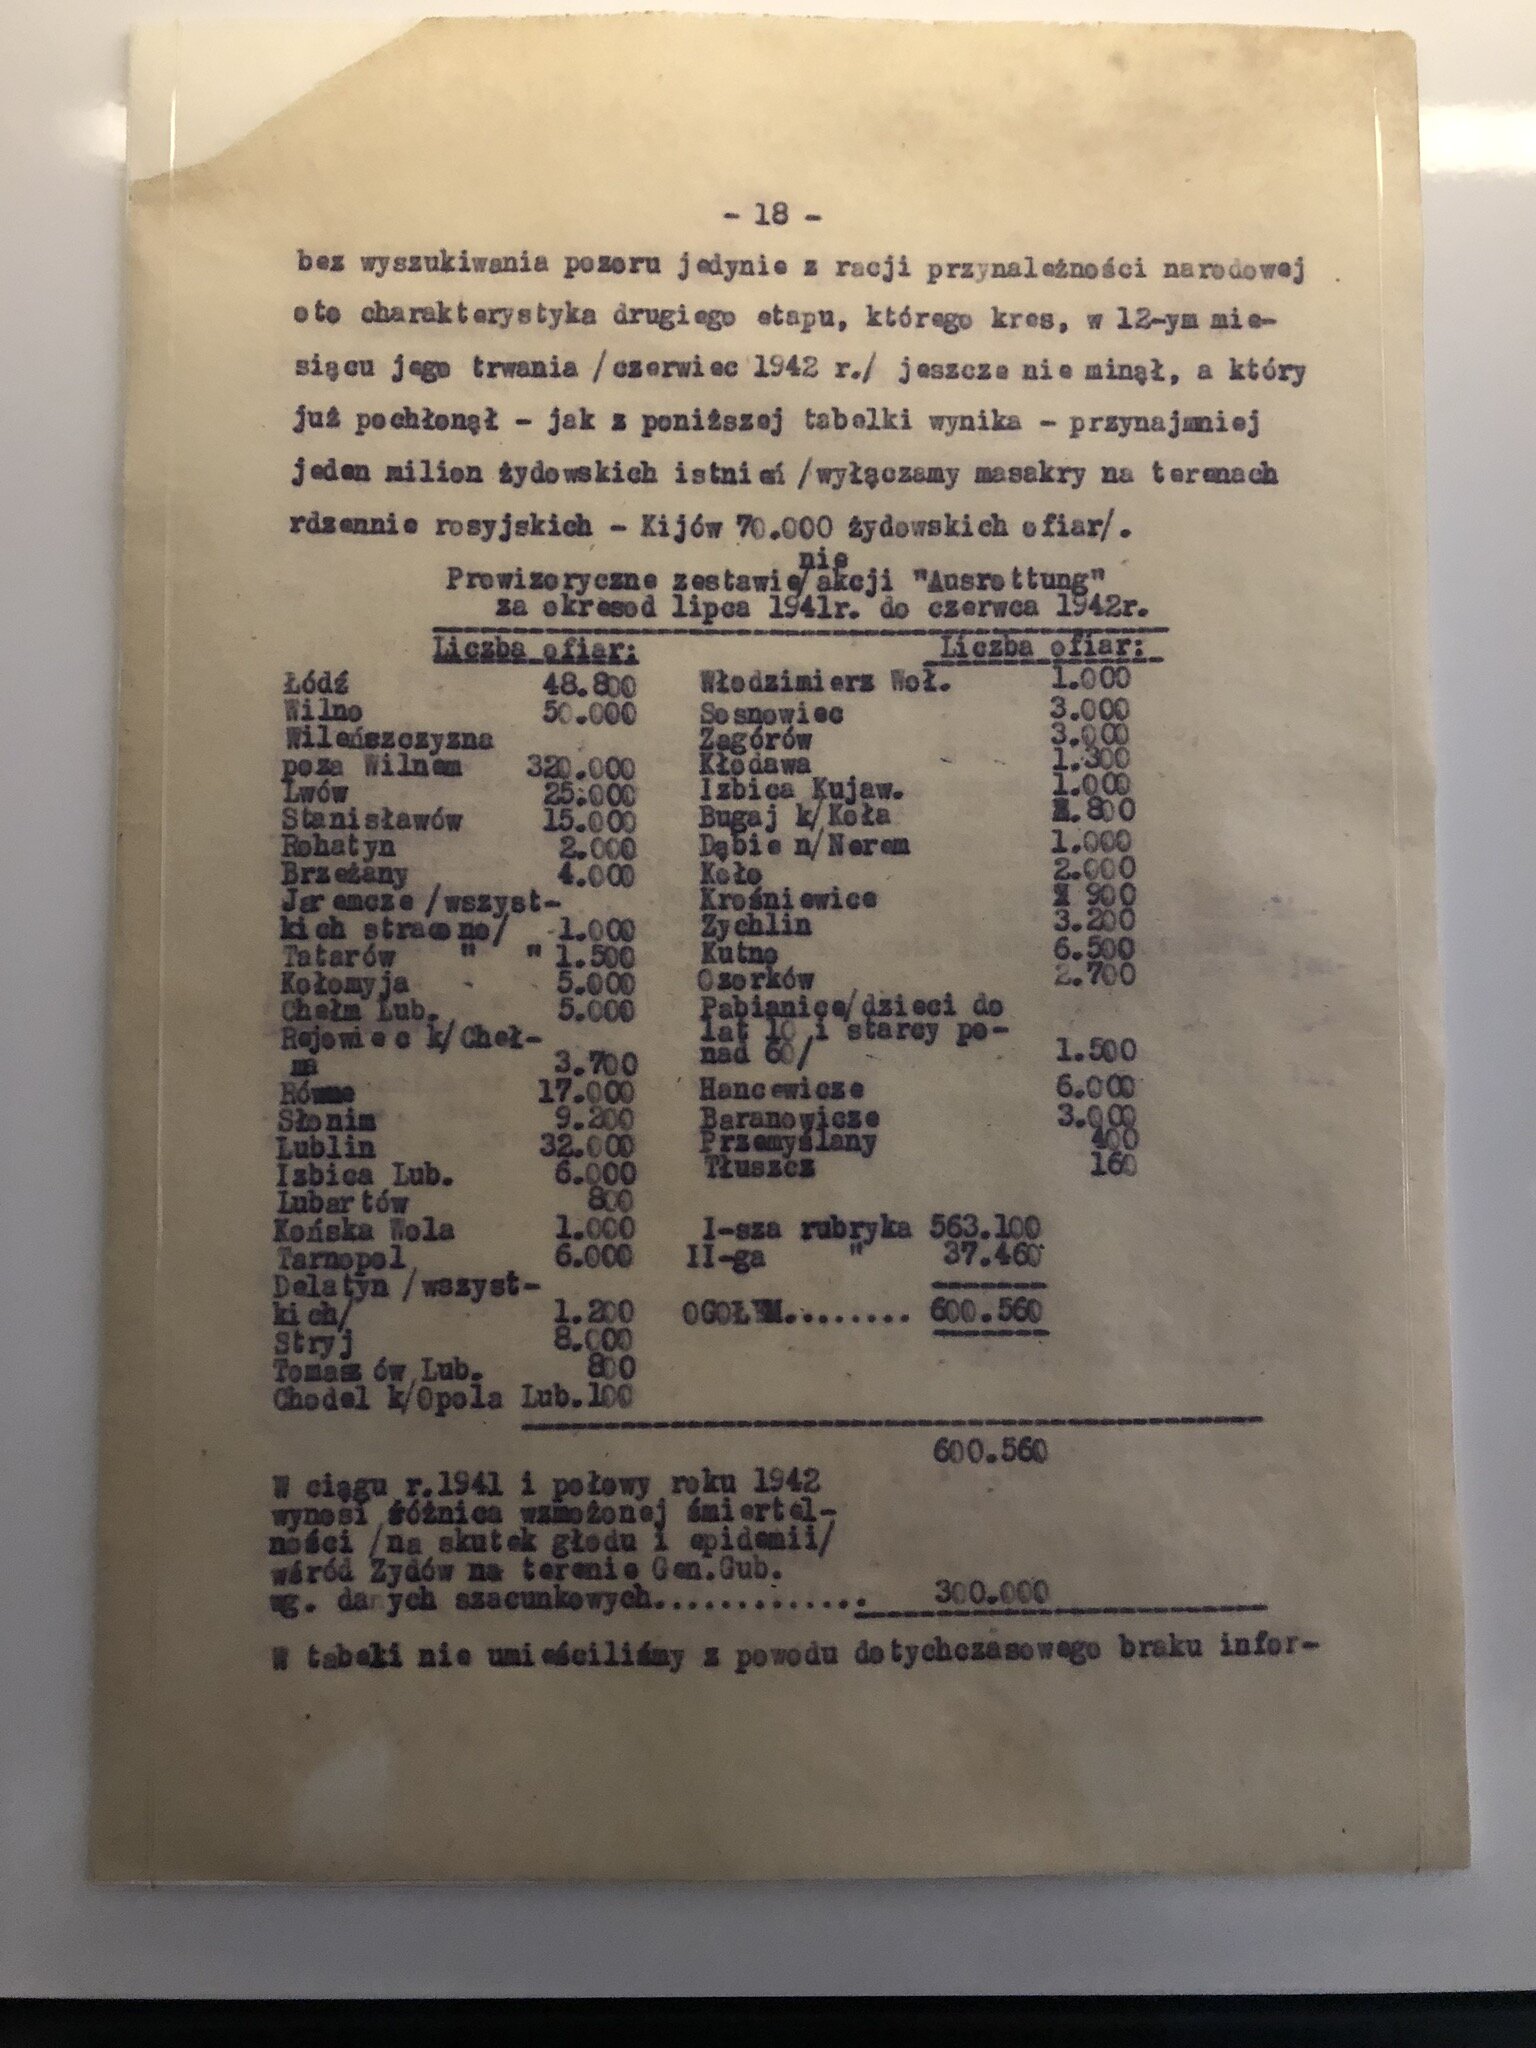 - 18 -
bez wyszukiwania pozoru jedynie z racji przynależności narodowej
oto charakterystyka drugiego etapu, którego kres, w 12-ym mie-
siącu jego trwania /czerwiec 1942 r./ jeszcze nie minął, a który
już pochłonął - jak z poniższej tabelki wynika - przynajmniej
jeden milion żydowskich istnień /wyłączamy masakry na terenach
rdzennie rosyjskich - Kijów 70.000 żydowskich ofiar/.
nie
Prowizoryczne zestawie/akcji "Ausrottung"
za okresod lipca 1941r. do czerwca 1942r.
Liczba ofiar: Liczba ofiar:
Łódź 48.800 Włodzimierz Woł. 1.000
Wilno 50.000 Sosnowiec 3.000
Wileńszczyzna Zagórów 3.000
poza Wilnem 320.000 Kłodawa 1.300
Lwów 25.000 Izbica Kujaw. 1.000
Stanisławów 15.000 Bugaj k/Koła .800
Rohatyn 2.000 Dąbie n/Nerem 1.000
Brzeżany 4.000 Koło 2.000
Jaremcze /wszyst- Krośniewice 900
kich stracono/ 1.000 Zychlin 3.200
Tatarów " " 1.500 Kutno 6.500
Kołomyja 5.000 Ozorków 2.700
Chełm Lub. 5.000 Pabianice/dzieci do
Rejowiec k/Cheł- lat 10 i starcy po-
ma 3.700 nad 60/ 1.500
Równe 17.000 Hancewicze 6.000
Słonim 9.200 Baranowicze 3.000
Lublin 32.000 Przemyślany 400
Izbica Lub. 6.000 Tłuszcz 160
Lubartów 800
Końska Wola 1.000 I-sza rubryka 563.100
Tarnopol 6.000 II-ga " 37.460
Delatyn /wszyst-
kich/ 1.200 OGOŁEM........ 600.560
Stryj 8.000
Tomaszów Lub. 800
Chodel k/Opola Lub.100
600.560
W ciągu r.1941 i połowy roku 1942
wynosi różnica wzmożonej śmiertel-
ności /na skutek głodu i epidemii/
wśród Zydów na terenie Gen.Gub.
wg. danych szacunkowych............. 300.000
W tabeli nie umieściliśmy z powodu dotychczasowego braku infor-